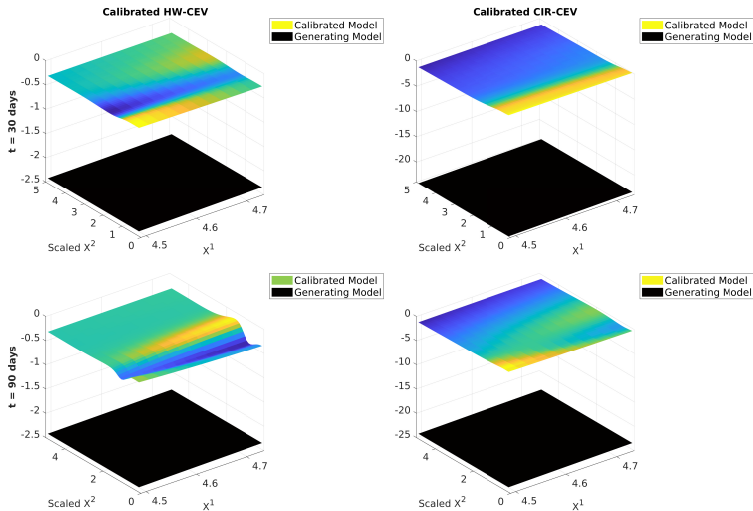 Calibrated HW-CEV
Calibrated Model
Generating Model
t = 30 days
0
-0.5
-1
-1.5
-2
-2.5
5
4
3
2
1
0
Scaled X²
4.5
4.6
4.7
X¹
Calibrated CIR-CEV
Calibrated Model
Generating Model
0
-5
-10
-15
-20
5
4
3
2
1
0
Scaled X²
4.5
4.6
4.7
X¹
Calibrated Model
Generating Model
t = 90 days
0
-0.5
-1
-1.5
-2
-2.5
4
2
0
Scaled X²
4.5
4.6
4.7
X¹
Calibrated Model
Generating Model
0
-5
-10
-15
-20
-25
4
2
0
Scaled X²
4.5
4.6
4.7
X¹